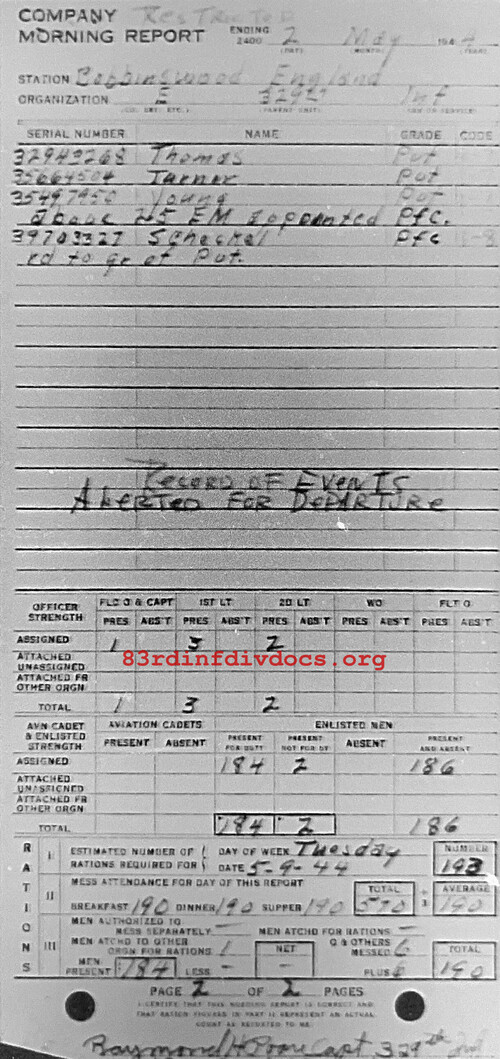 COMPANY RESTRICTED
MORNING REPORT ENDING 2400 2 May 1944
(DATE) (MONTH) (YEAR)
STATION Bobbinswood England
ORGANIZATION E 329th Inf
SERIAL NUMBER NAME GRADE CODE
32949268 Thomas Pvt
35664504 Turner Pvt
35497950 Young Pvt
above 25 EM appointed Pfc.
39703327 Scheckel Pfc
rd to gr of Pvt.
RECORD OF EVENTS
ALERTED FOR DEPARTURE
OFFICER STRENGTH FLD O & CAPT 1ST LT 2D LT WO FLT O
PRES ABS'T PRES ABS'T PRES ABS'T PRES ABS'T PRES ABS'T
ASSIGNED 1 3 2
ATTACHED UNASSIGNED
83rdinfdivdocs.org
ATTACHED FR OTHER ORGN
TOTAL 1 3 2
AVN CADET & ENLISTED STRENGTH AVIATION CADETS ENLISTED MEN
PRESENT ABSENT PRESENT FOR DUTY PRESENT NOT FOR DY ABSENT PRESENT AND ABSENT
ASSIGNED 184 2 186
ATTACHED UNASSIGNED
ATTACHED FR OTHER ORGN
TOTAL 184 2 186
RATIONS
I ESTIMATED NUMBER OF RATIONS REQUIRED FOR DAY OF WEEK Tuesday NUMBER
DATE 5-9-44 193
II MESS ATTENDANCE FOR DAY OF THIS REPORT TOTAL ÷ 3 AVERAGE
BREAKFAST 190 DINNER 190 SUPPER 190 570 190
III MEN AUTHORIZED TO MESS SEPARATELY - MEN ATCHD FOR RATIONS -
MEN ATCHD TO OTHER ORGN FOR RATIONS 1 NET O & OTHERS MESSED 6 TOTAL
MEN PRESENT 184 LESS - - PLUS 6 190
PAGE 2 OF 2 PAGES
I CERTIFY THAT THIS MORNING REPORT IS CORRECT AND
THAT RATION FIGURES IN PART II REPRESENT AN ACTUAL
COUNT AS REPORTED TO ME:
Raymond H Poore Capt 329th Inf